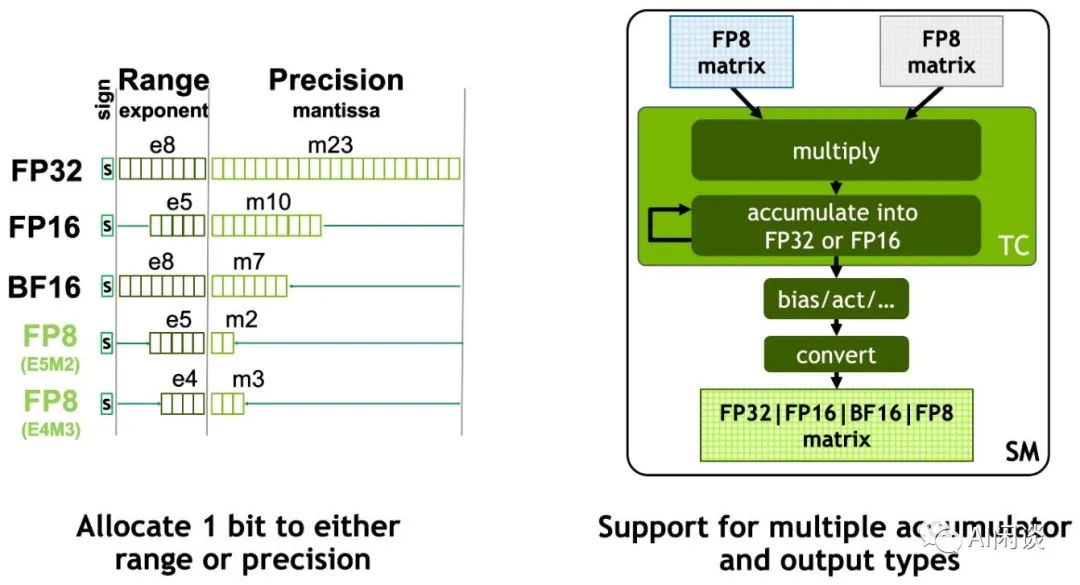 sign
Range
exponent
Precision
mantissa
FP32
s
e8
m23
FP16
s
e5
m10
BF16
s
e8
m7
FP8
(E5M2)
s
e5
m2
FP8
(E4M3)
s
e4
m3
Allocate 1 bit to either
range or precision
FP8
matrix
FP8
matrix
multiply
accumulate into
FP32 or FP16
TC
bias/act/...
convert
FP32|FP16|BF16|FP8
matrix
SM
Support for multiple accumulator
and output types
AI闲谈